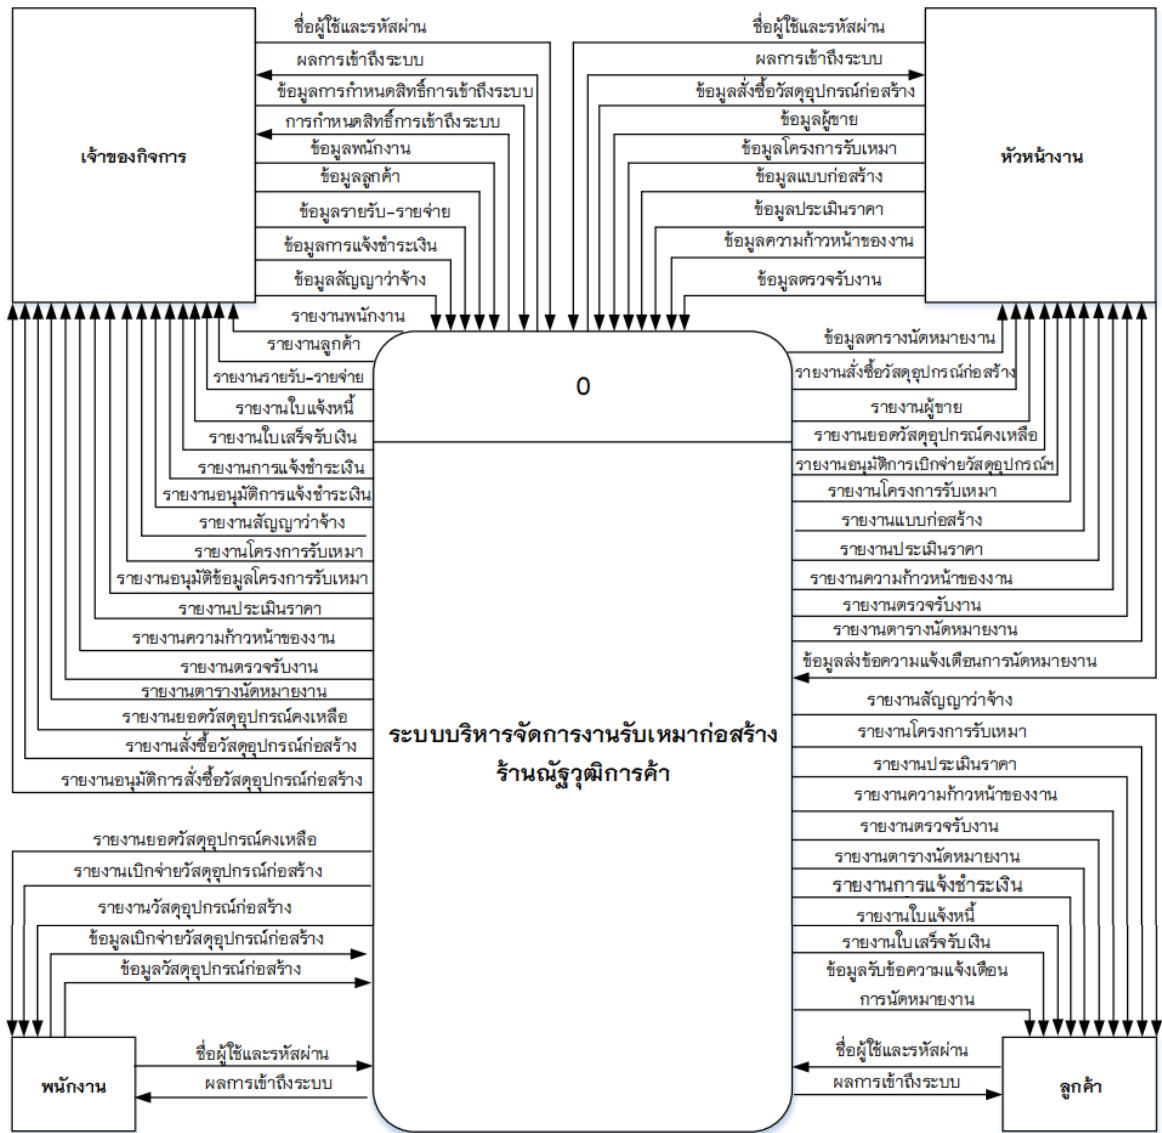 ชื่อผู้ใช้และรหัสผ่าน
ผลการเข้าถึงระบบ
ข้อมูลการกำหนดสิทธิ์การเข้าถึงระบบ
การกำหนดสิทธิ์การเข้าถึงระบบ
เจ้าของกิจการ
ข้อมูลพนักงาน
ข้อมูลลูกค้า
ข้อมูลรายรับ-รายจ่าย
ข้อมูลการแจ้งชำระเงิน
ข้อมูลสัญญาว่าจ้าง
ชื่อผู้ใช้และรหัสผ่าน
ผลการเข้าถึงระบบ
ข้อมูลสั่งซื้อวัสดุอุปกรณ์ก่อสร้าง
ข้อมูลผู้ขาย
ข้อมูลโครงการรับเหมา
หัวหน้างาน
ข้อมูลแบบก่อสร้าง
ข้อมูลประเมินราคา
ข้อมูลความก้าวหน้าของงาน
ข้อมูลตรวจรับงาน
รายงานพนักงาน
รายงานลูกค้า
รายงานรายรับ-รายจ่าย
รายงานใบแจ้งหนี้
รายงานใบเสร็จรับเงิน
รายงานการแจ้งชำระเงิน
รายงานอนุมัติการแจ้งชำระเงิน
รายงานสัญญาว่าจ้าง
รายงานโครงการรับเหมา
รายงานอนุมัติข้อมูลโครงการรับเหมา
รายงานประเมินราคา
รายงานความก้าวหน้าของงาน
รายงานตรวจรับงาน
รายงานตารางนัดหมายงาน
รายงานยอดวัสดุอุปกรณ์คงเหลือ
รายงานสั่งซื้อวัสดุอุปกรณ์ก่อสร้าง
รายงานอนุมัติการสั่งซื้อวัสดุอุปกรณ์ก่อสร้าง
0
ระบบบริหารจัดการงานรับเหมาก่อสร้าง
ร้านณัฐวุฒิการค้า
ข้อมูลตารางนัดหมายงาน
รายงานสั่งซื้อวัสดุอุปกรณ์ก่อสร้าง
รายงานผู้ขาย
รายงานยอดวัสดุอุปกรณ์คงเหลือ
รายงานอนุมัติการเบิกจ่ายวัสดุอุปกรณ์ฯ
รายงานโครงการรับเหมา
รายงานแบบก่อสร้าง
รายงานประเมินราคา
รายงานความก้าวหน้าของงาน
รายงานตรวจรับงาน
รายงานตารางนัดหมายงาน
ข้อมูลส่งข้อความแจ้งเตือนการนัดหมายงาน
รายงานสัญญาว่าจ้าง
รายงานโครงการรับเหมา
รายงานประเมินราคา
รายงานความก้าวหน้าของงาน
รายงานตรวจรับงาน
รายงานตารางนัดหมายงาน
รายงานการแจ้งชำระเงิน
รายงานใบแจ้งหนี้
รายงานใบเสร็จรับเงิน
ข้อมูลรับข้อความแจ้งเตือน
การนัดหมายงาน
ชื่อผู้ใช้และรหัสผ่าน
ผลการเข้าถึงระบบ
ลูกค้า
รายงานยอดวัสดุอุปกรณ์คงเหลือ
รายงานเบิกจ่ายวัสดุอุปกรณ์ก่อสร้าง
รายงานวัสดุอุปกรณ์ก่อสร้าง
ข้อมูลเบิกจ่ายวัสดุอุปกรณ์ก่อสร้าง
ข้อมูลวัสดุอุปกรณ์ก่อสร้าง
ชื่อผู้ใช้และรหัสผ่าน
ผลการเข้าถึงระบบ
พนักงาน